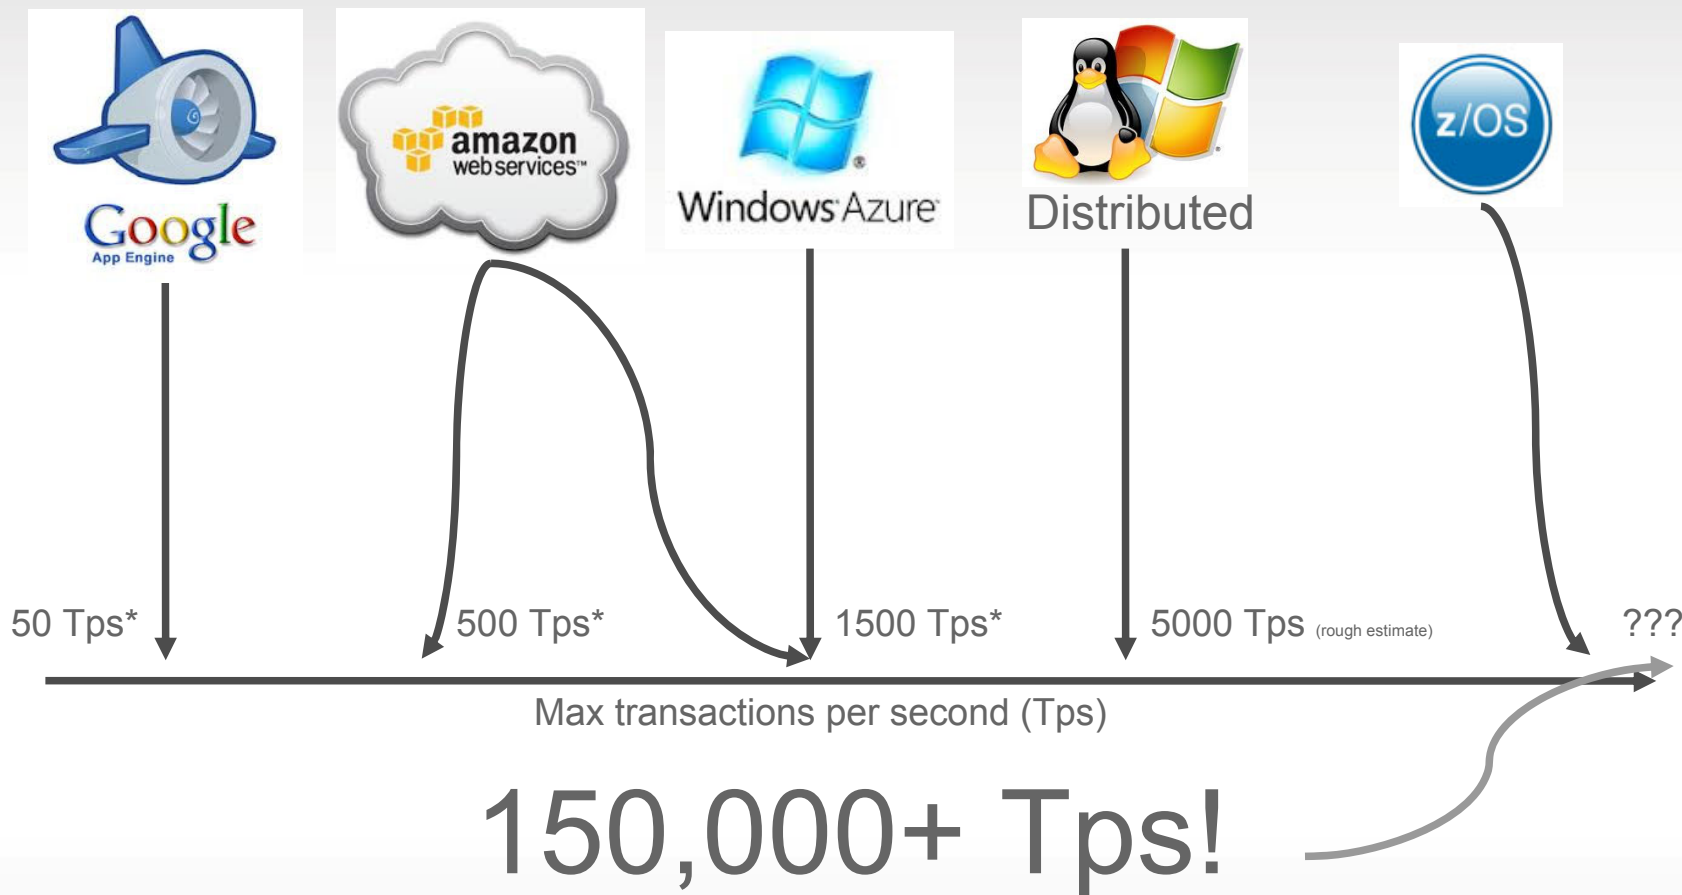 Google
App Engine
amazon
webservices™
Windows Azure
®
Distributed
z/OS
50 Tps*
500 Tps*
1500 Tps*
5000 Tps (rough estimate)
???
Max transactions per second (Tps)
150,000+ Tps!